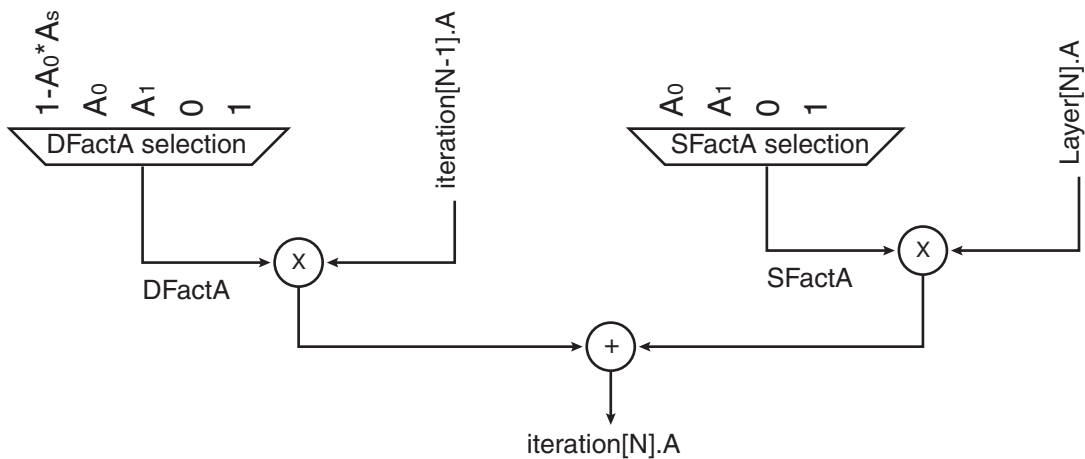 1-A0*As
A0
A1
0
1
DFactA selection
iteration[N-1].A
A0
A1
0
1
SFactA selection
Layer[N].A
X
DFactA
X
SFactA
+
iteration[N].A